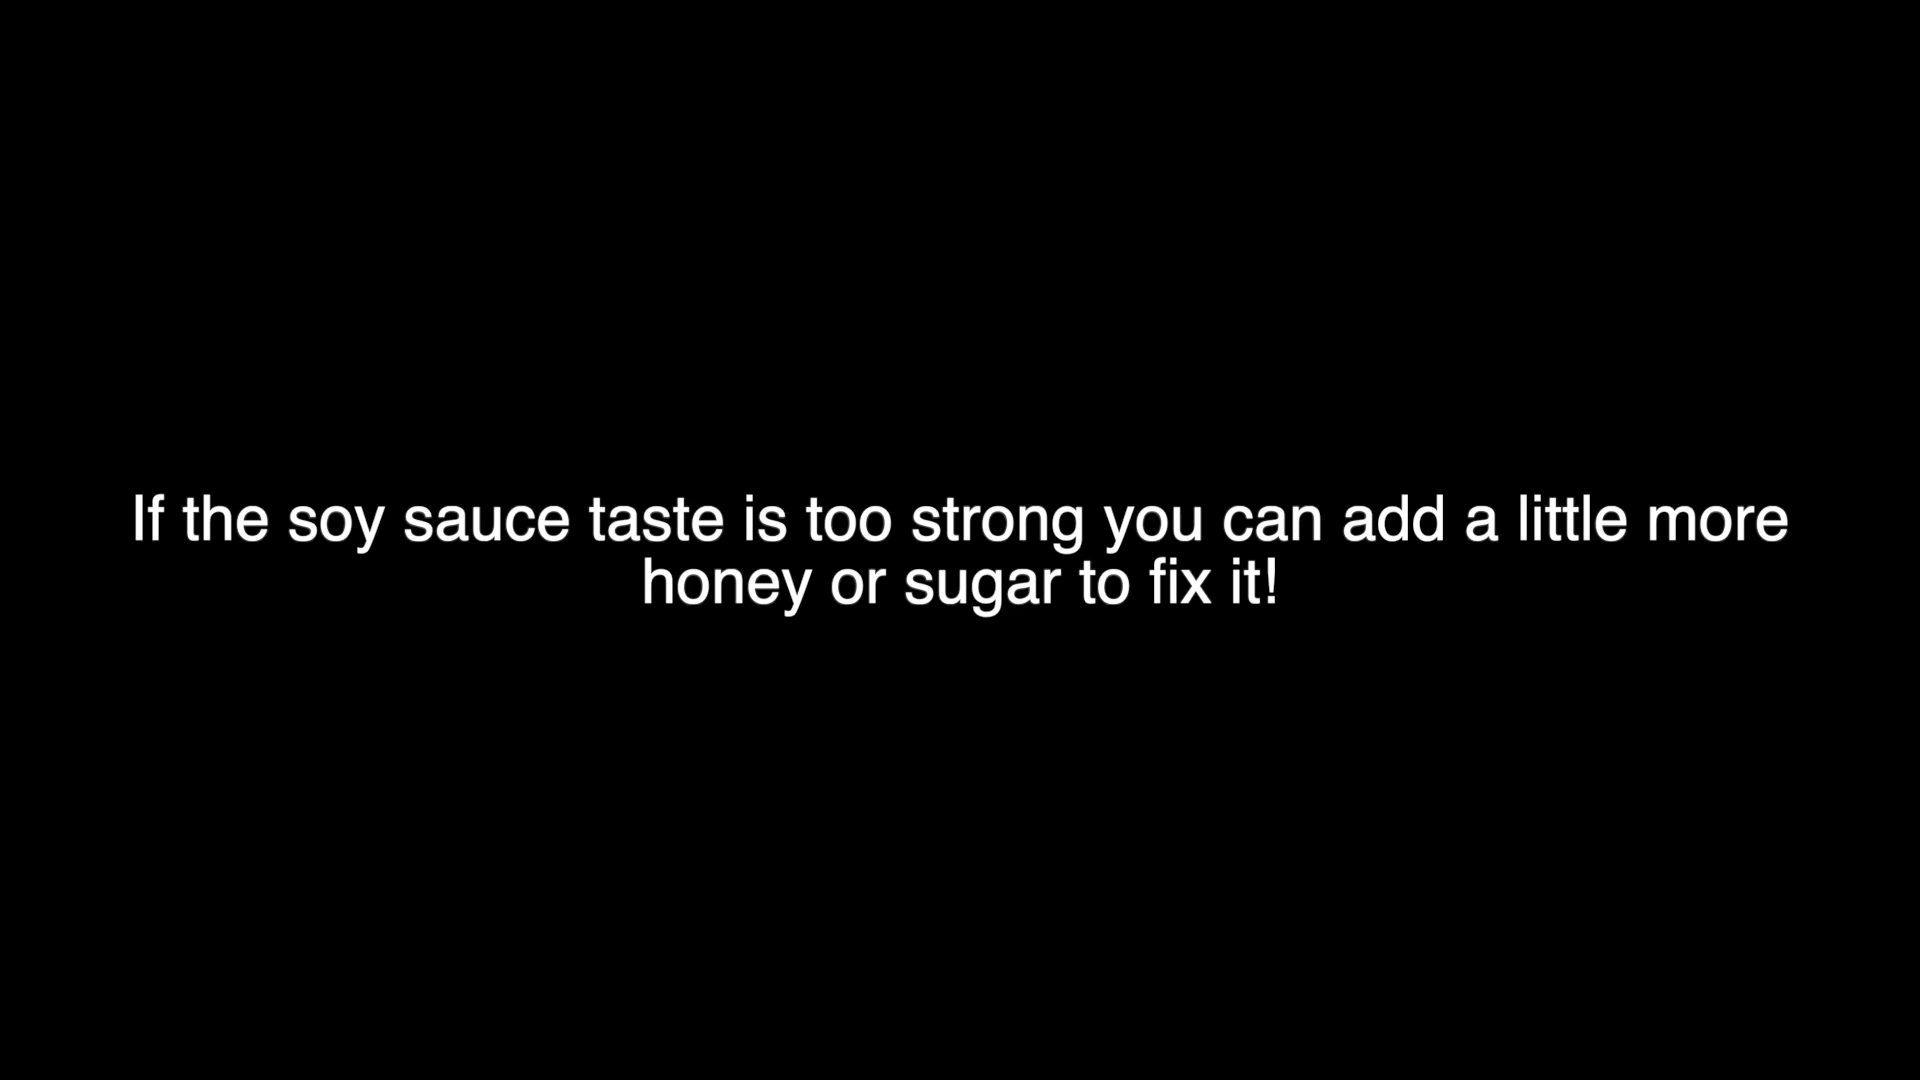 If the soy sauce taste is too strong you can add a little more
honey or sugar to fix it!